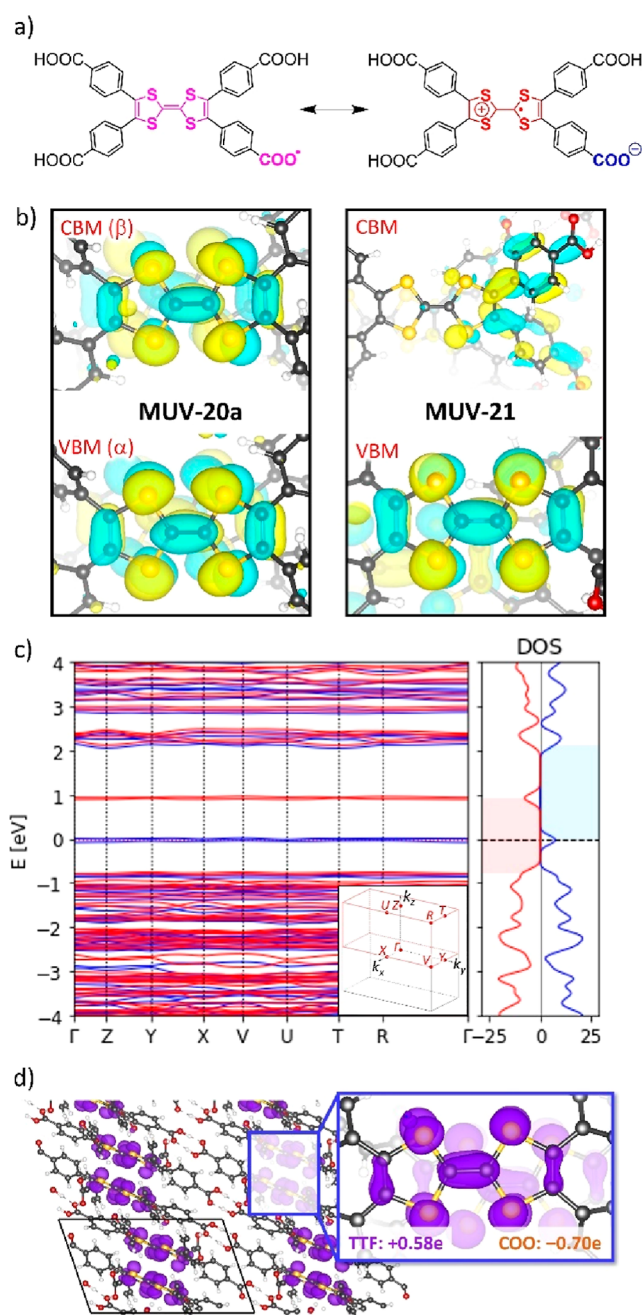 a)
HOOC COOH HOOC COOH
S S S S
S S S S
HOOC COO- HOOC COO⊖
b)
CBM (β) CBM
MUV-20a MUV-21
VBM (α) VBM
c)
DOS
4
3
2
1
0
−1
−2
−3
−4
E [eV]
kz
U Z T
R
X Γ Y
kx V ky
Γ Z Y X V U T R Γ −25 0 25
d)
TTF: +0.58e COO: −0.70e